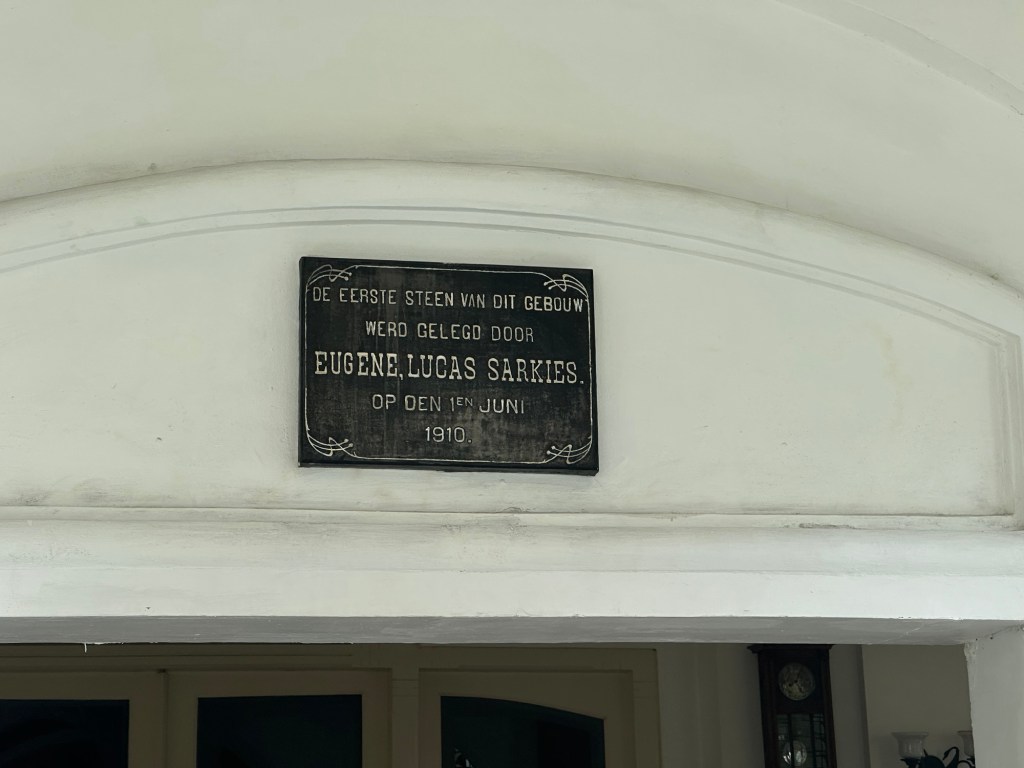 DE EERSTE STEEN VAN DIT GEBOUW
WERD GELEGD DOOR
EUGENE, LUCAS SARKIES.
OP DEN 1EN JUNI
1910.